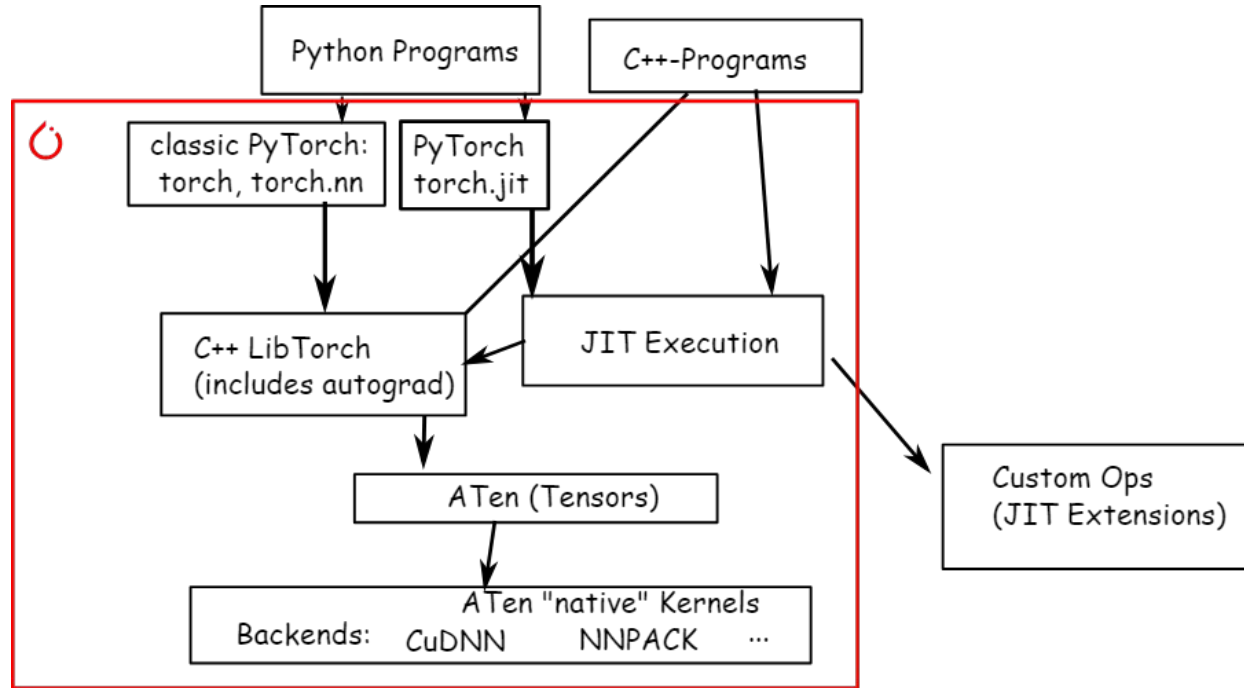 Python Programs
C++-Programs
classic PyTorch:
torch, torch.nn
PyTorch
torch.jit
C++ LibTorch
(includes autograd)
JIT Execution
ATen (Tensors)
Custom Ops
(JIT Extensions)
ATen "native" Kernels
Backends: CuDNN NNPACK ...